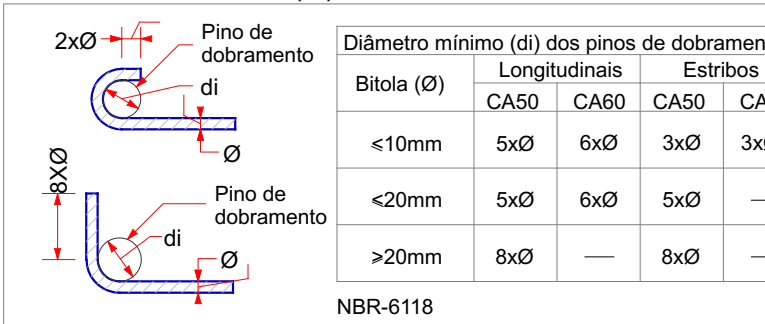 2xØ
Pino de
dobramento
di
Ø
8XØ
Pino de
dobramento
di
Ø
Diâmetro mínimo (di) dos pinos de
Bitola (Ø) Longitudinais Estribos
CA50 CA60 CA50
≤10mm 5xØ 6xØ 3xØ
≤20mm 5xØ 6xØ 5xØ —
≥20mm 8xØ — 8xØ —
NBR-6118